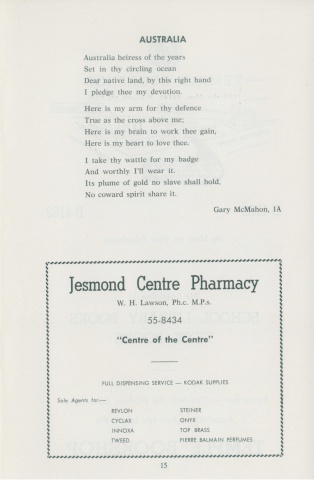 AUSTRALIA
Australia heiress of the years
Set in thy circling ocean
Dear native land, by this right hand
I pledge thee my devotion.
Here is my arm for thy defence
True as the cross above me;
Here is my brain to work thee gain,
Here is my heart to love thee.
I take thy wattle for my badge
And worthily I'll wear it.
Its plume of gold no slave shall hold,
No coward spirit share it.
Gary McMahon, 1A
Jesmond Centre Pharmacy
W. H. Lawson, Ph.c. M.P.s.
55-8434
"Centre of the Centre"
FULL DISPENSING SERVICE — KODAK SUPPLIES
Sole Agents for:—
REVLON STEINER
CYCLAX ONYX
INNOXA TOP BRASS
TWEED PIERRE BALMAIN PERFUMES
15